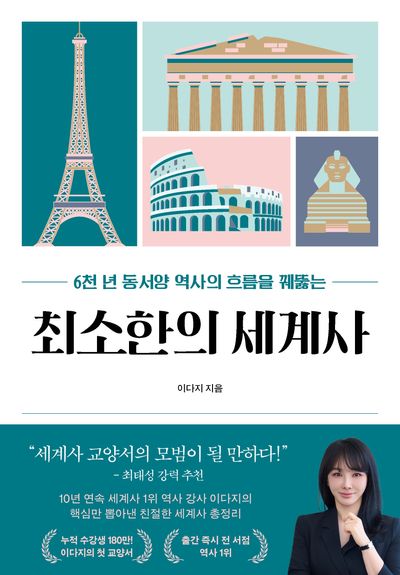 6천 년 동서양 역사의 흐름을 꿰뚫는
최소한의 세계사
이다지 지음
“세계사 교양서의 모범이 될 만하다!”
- 최태성 강력 추천
10년 연속 세계사 1위 역사 강사 이다지의
핵심만 뽑아낸 친절한 세계사 총정리
누적 수강생 180만!
이다지의 첫 교양서
출간 즉시 전 서점
역사 1위